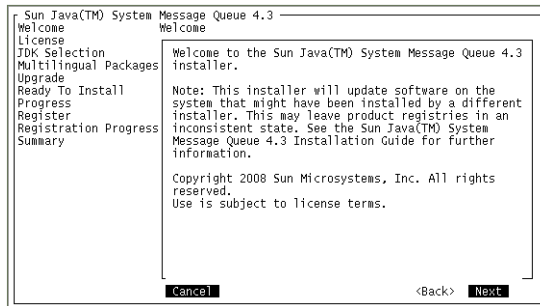 Sun Java(TM) System Message Queue 4.3
Welcome
License
JDK Selection
Multilingual Packages
Upgrade
Ready To Install
Progress
Register
Registration Progress
Summary
Welcome
Welcome to the Sun Java(TM) System Message Queue 4.3
installer.
Note: This installer will update software on the
system that might have been installed by a different
installer. This may leave product registries in an
inconsistent state. See the Sun Java(TM) System
Message Queue 4.3 Installation Guide for further
information.
Copyright 2008 Sun Microsystems, Inc. All rights
reserved.
Use is subject to license terms.
Cancel <Back> Next